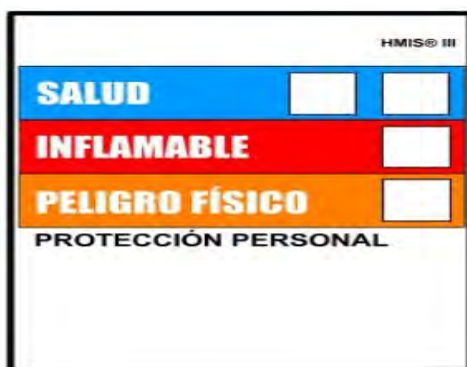 HMIS® III
SALUD
INFLAMABLE
PELIGRO FÍSICO
PROTECCIÓN PERSONAL